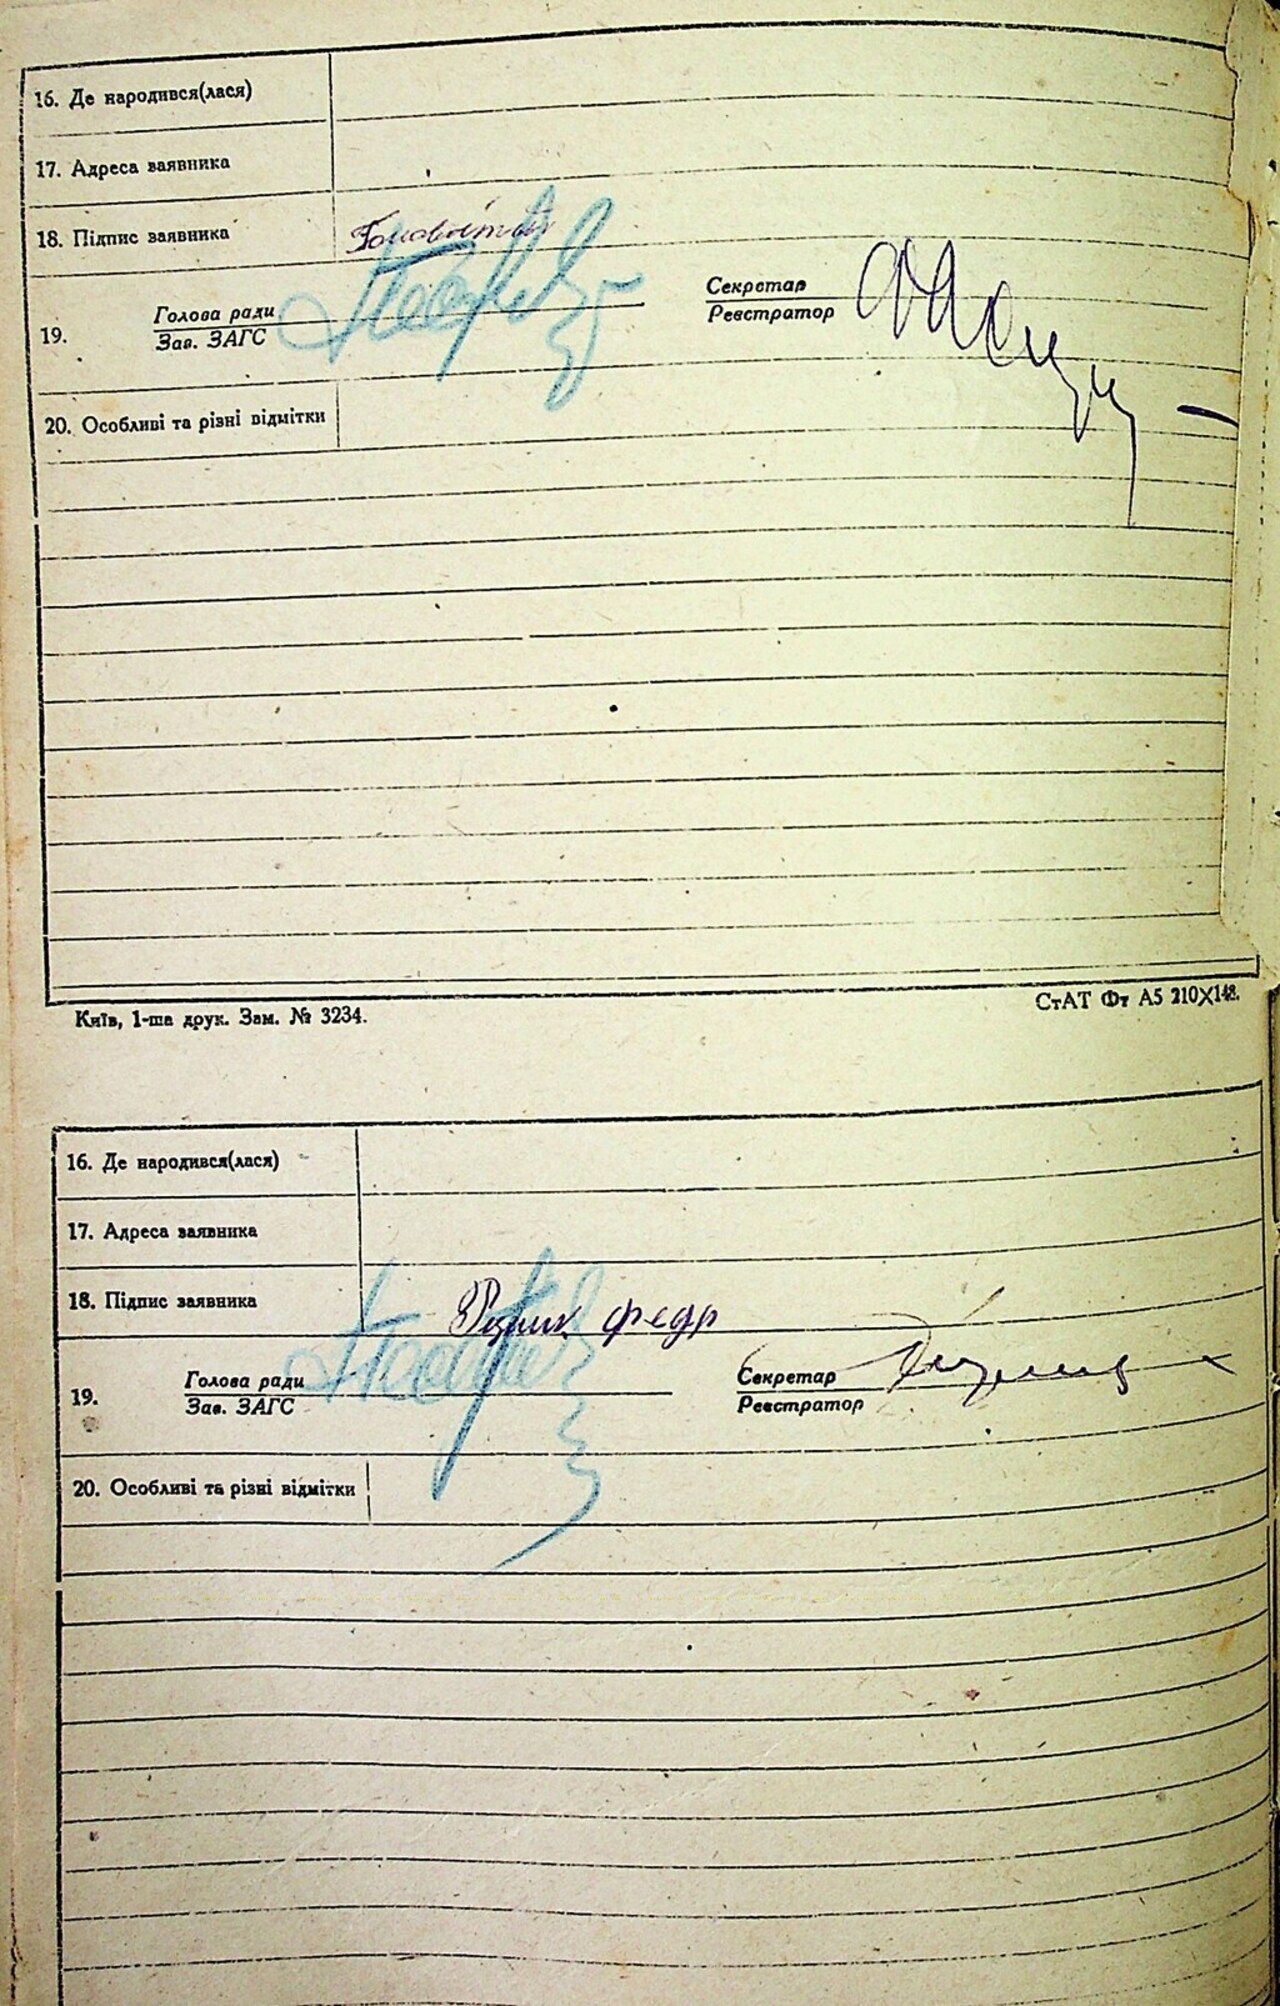 16. Де народився(лася)
17. Адреса заявника
18. Підпис заявника
19. Голова ради Секретар
Зав. ЗАГС Реєстратор
20. Особливі та різні відмітки
Київ, 1-ша друк. Зам. № 3234. СтАТ Фт А5 210Х148.
16. Де народився(лася)
17. Адреса заявника
18. Підпис заявника федр
19. Голова ради Секретар
Зав. ЗАГС Реєстратор
20. Особливі та різні відмітки